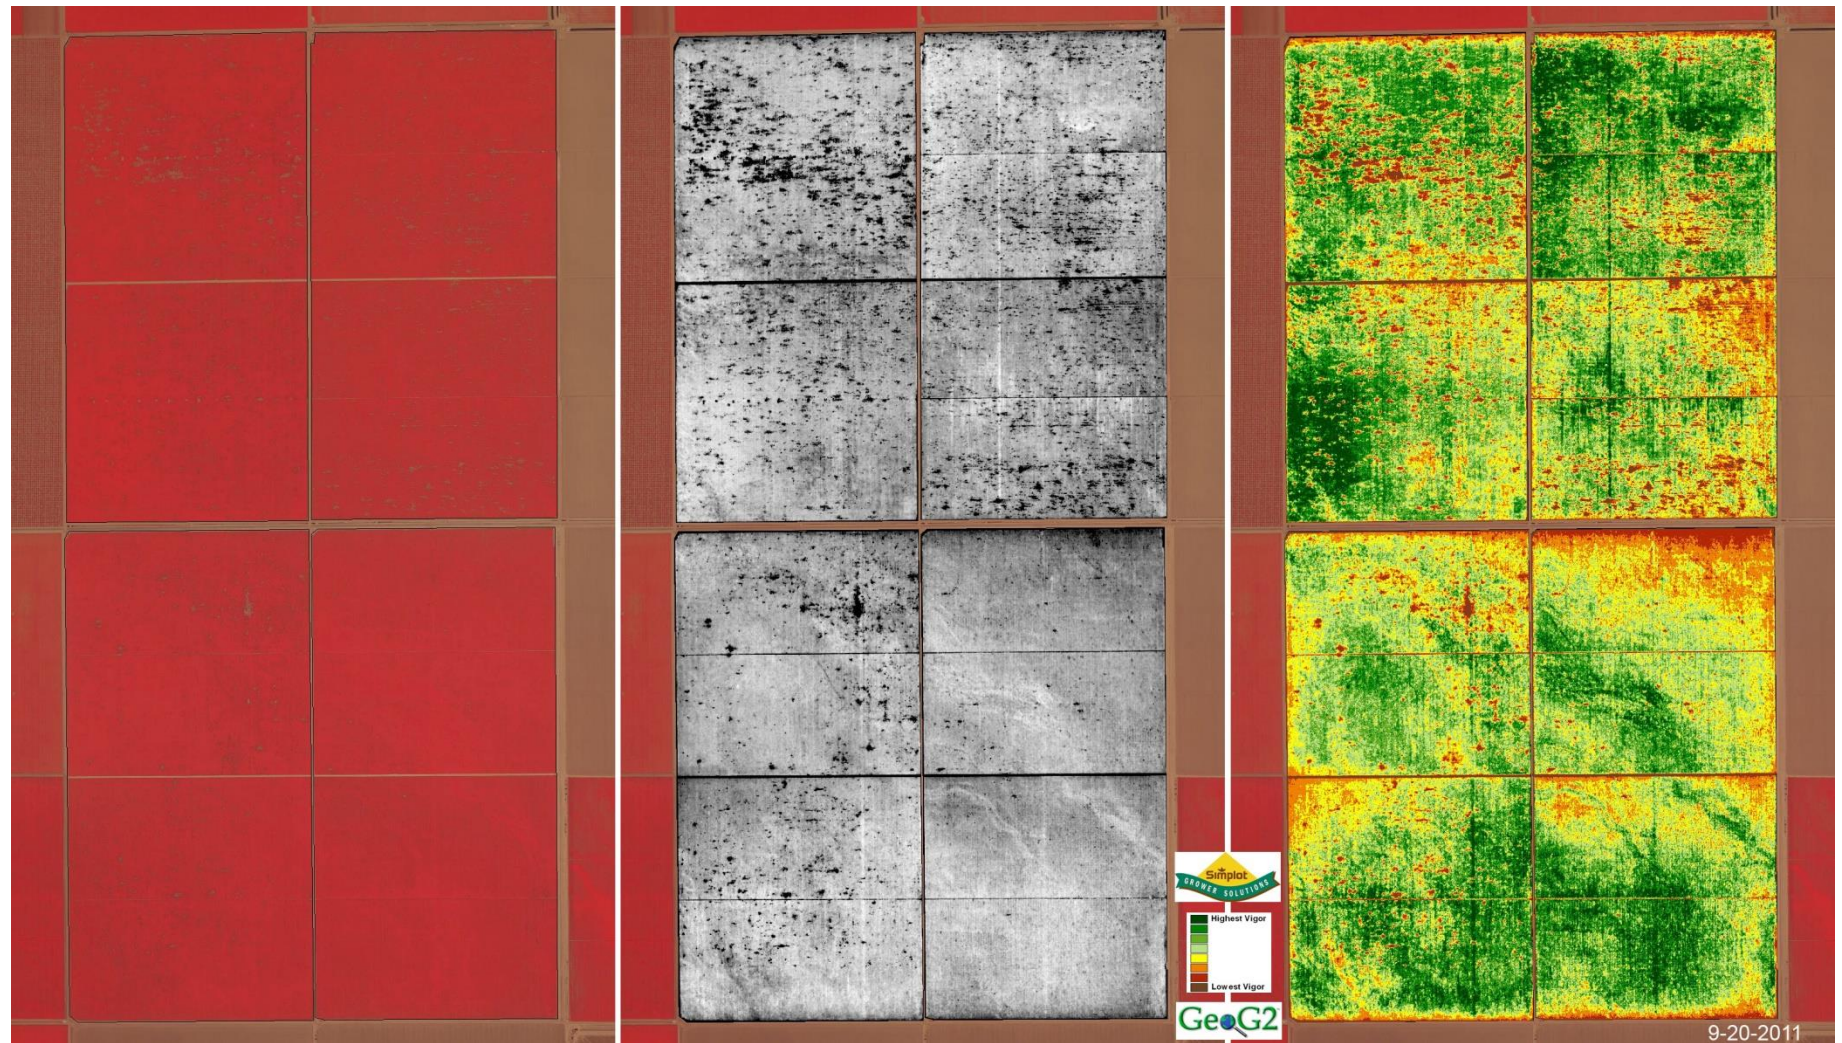 Simplot
GROWER SOLUTIONS
Highest Vigor
Lowest Vigor
GeoG2
9-20-2011